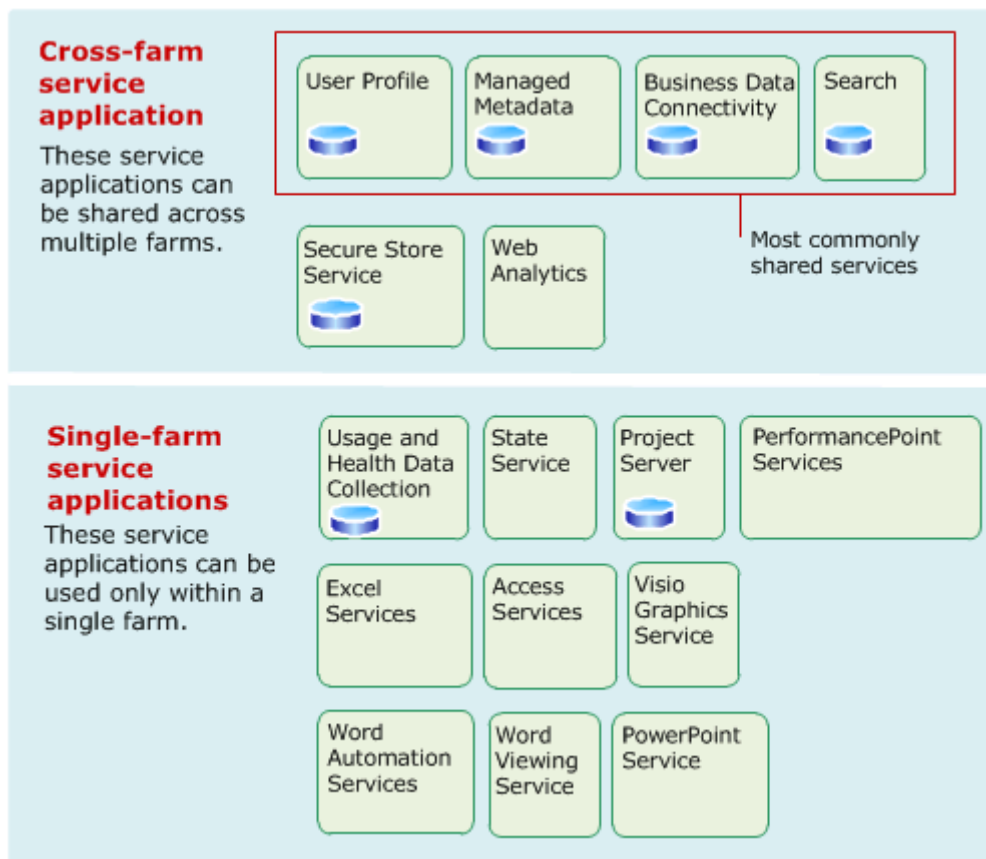 Cross-farm
service
application
These service
applications can
be shared across
multiple farms.
User Profile
Managed
Metadata
Business Data
Connectivity
Search
Secure Store
Service
Web
Analytics
Most commonly
shared services
Single-farm
service
applications
These service
applications can be
used only within a
single farm.
Usage and
Health Data
Collection
State
Service
Project
Server
PerformancePoint
Services
Excel
Services
Access
Services
Visio
Graphics
Service
Word
Automation
Services
Word
Viewing
Service
PowerPoint
Service